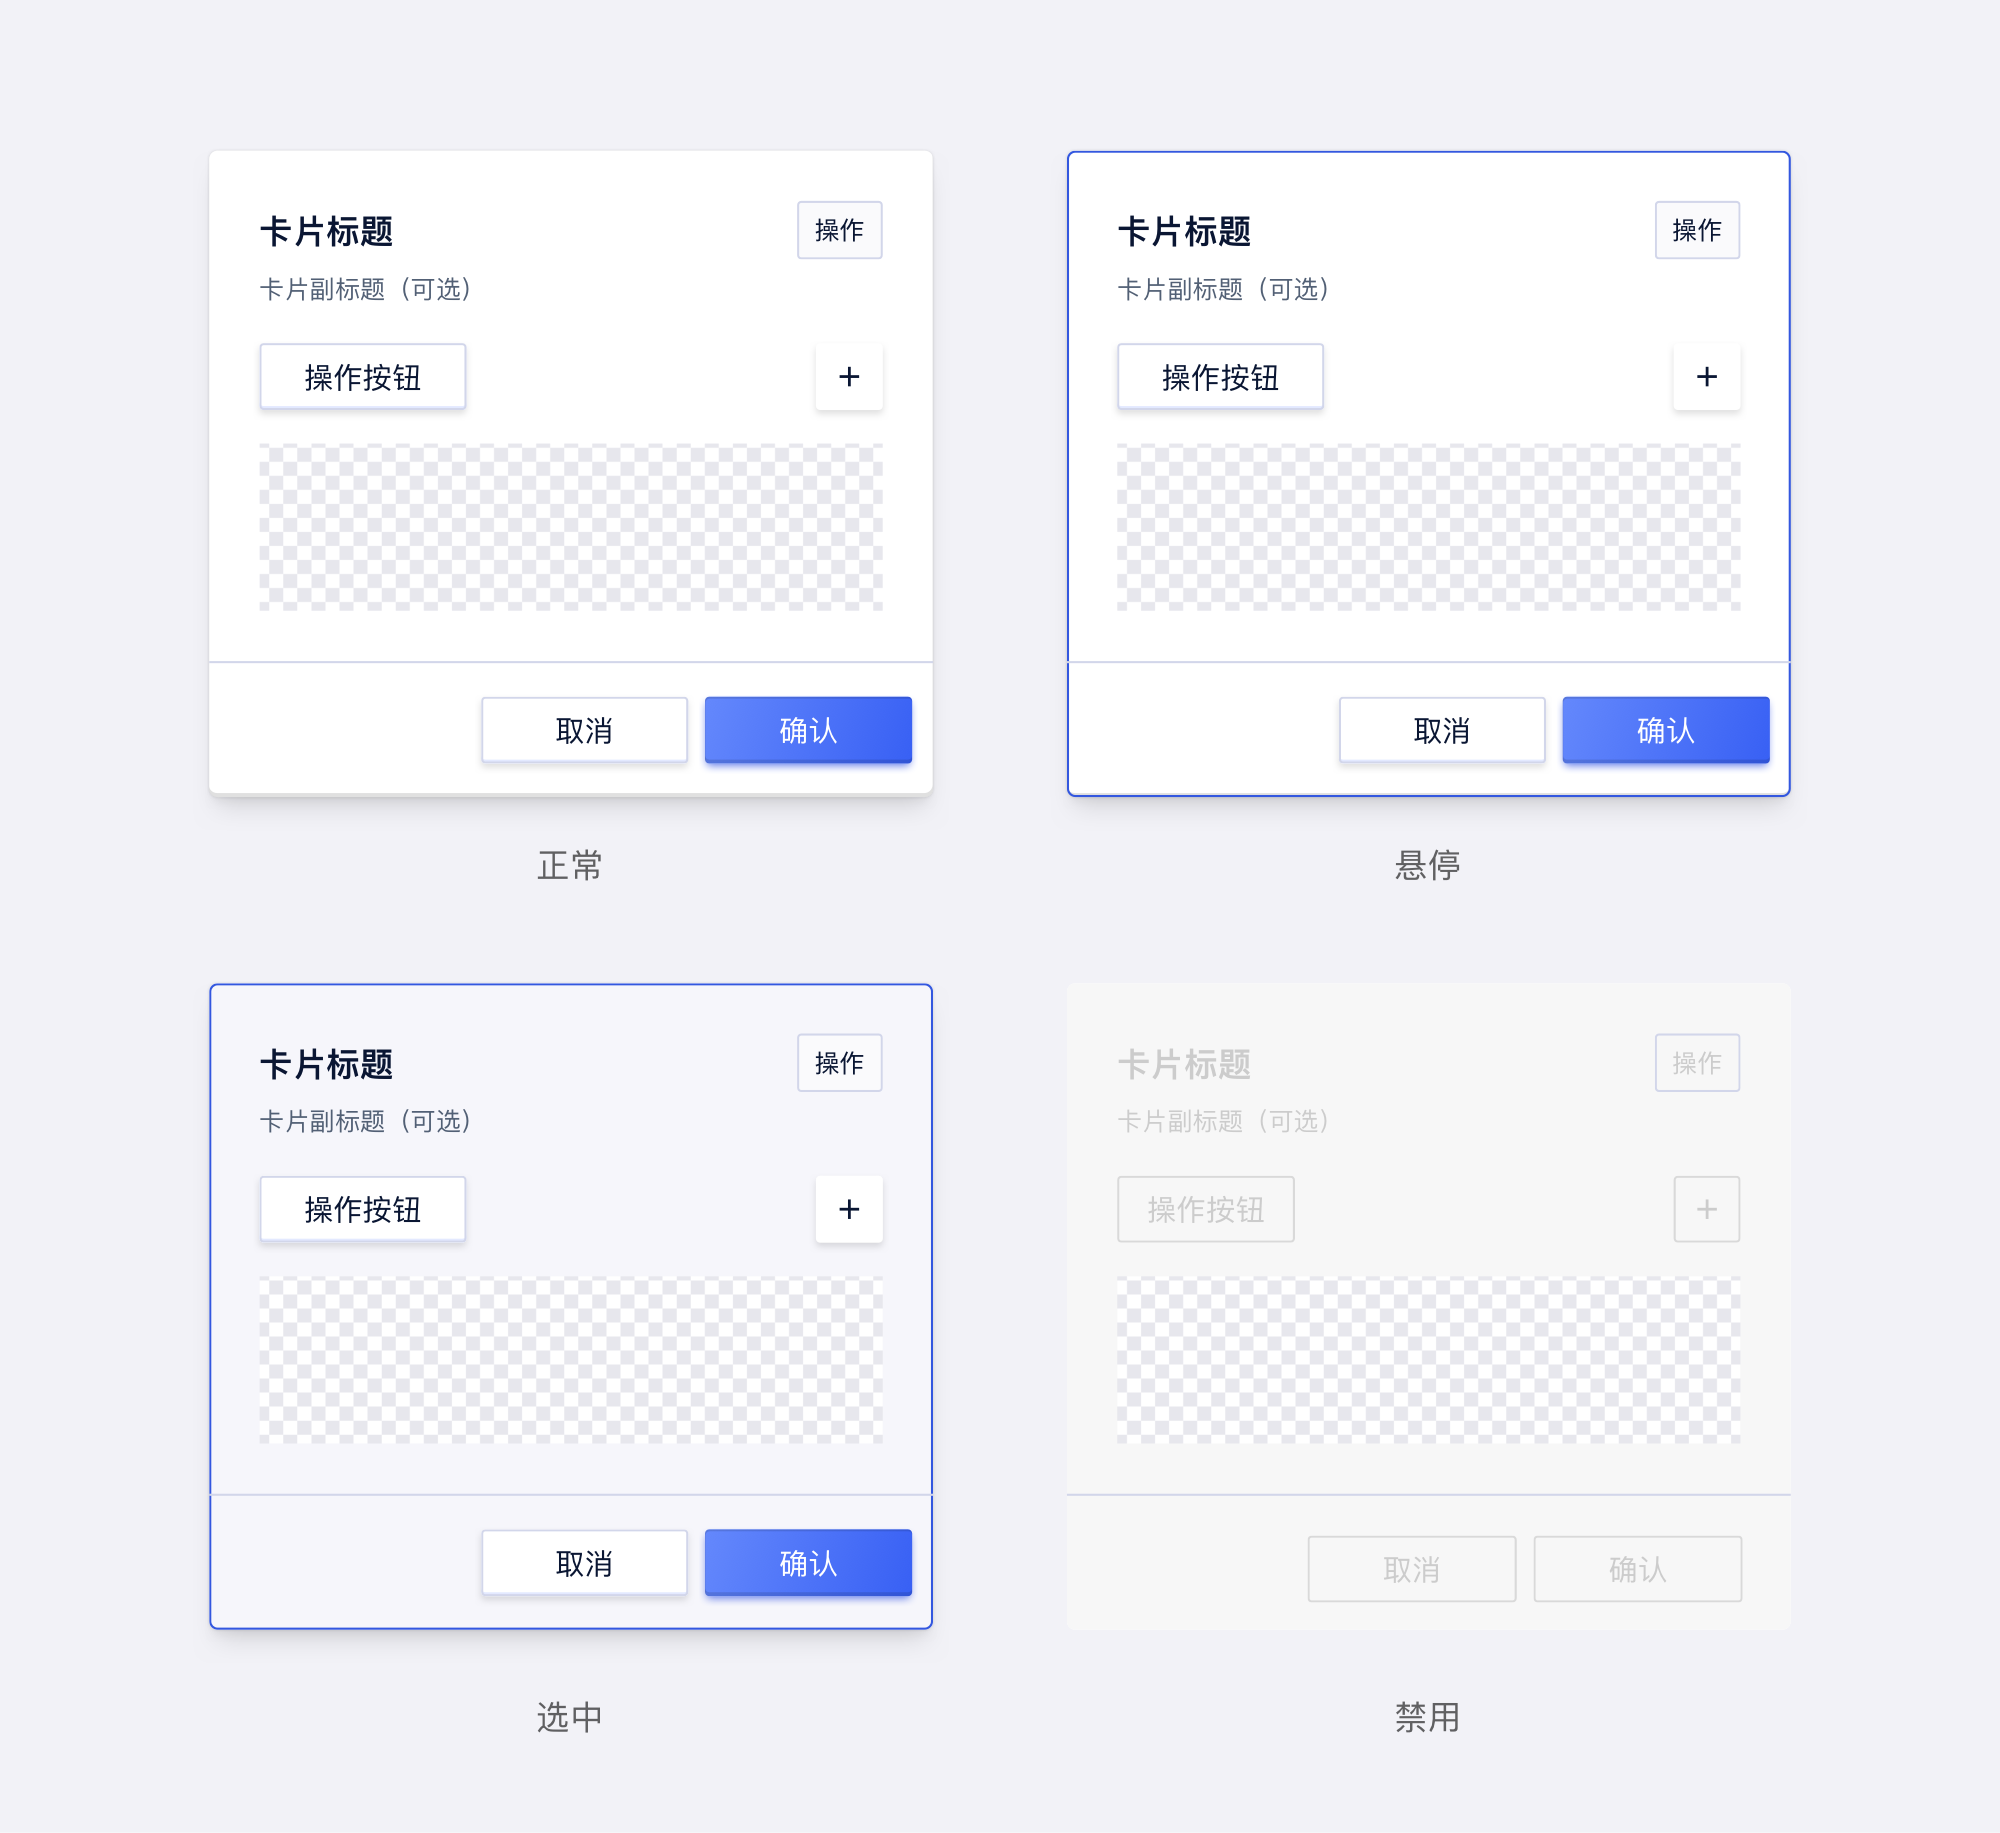 卡片标题
操作
卡片副标题（可选）
操作按钮
+
取消
确认
正常
卡片标题
操作
卡片副标题（可选）
操作按钮
+
取消
确认
悬停
卡片标题
操作
卡片副标题（可选）
操作按钮
+
取消
确认
选中
卡片标题
操作
卡片副标题（可选）
操作按钮
+
取消
确认
禁用